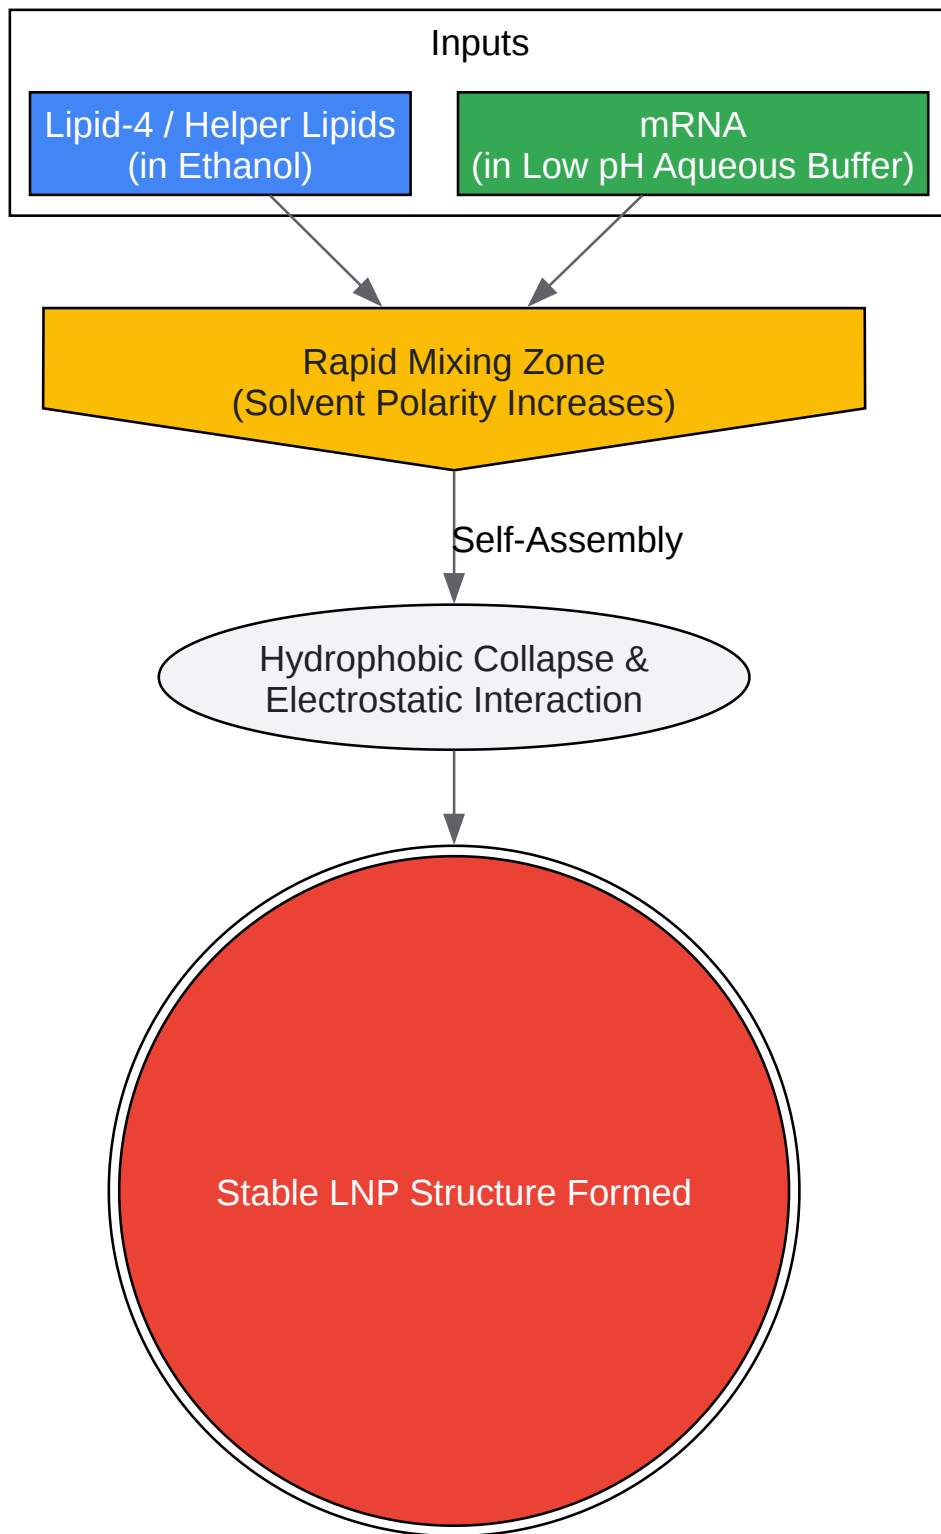 Inputs
Lipid-4 / Helper Lipids
(in Ethanol)
mRNA
(in Low pH Aqueous Buffer)
Rapid Mixing Zone
(Solvent Polarity Increases)
Self-Assembly
Hydrophobic Collapse &
Electrostatic Interaction
Stable LNP Structure Formed